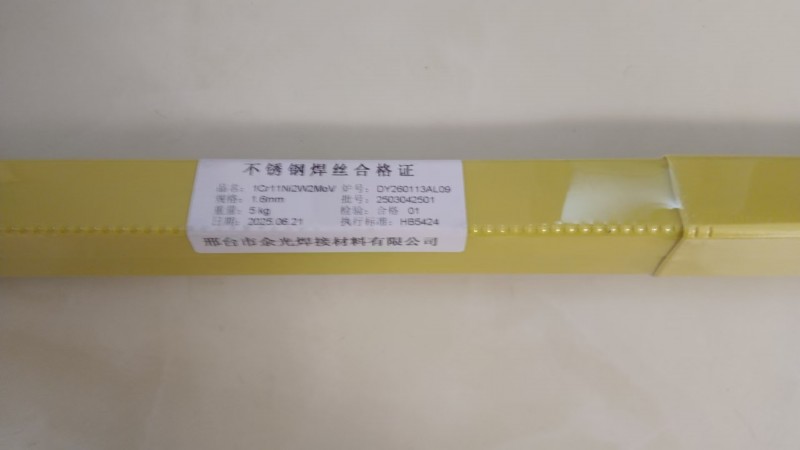 不锈钢焊丝合格证
品名: 1Cr11Ni2W2MoV 炉号: DY260113AL09
规格: 1.6mm 批号: 2503042501
重量: 5kg 检验: 合格 01
日期: 2025.06.21 执行标准: HB5424
邢台市金光焊接材料有限公司